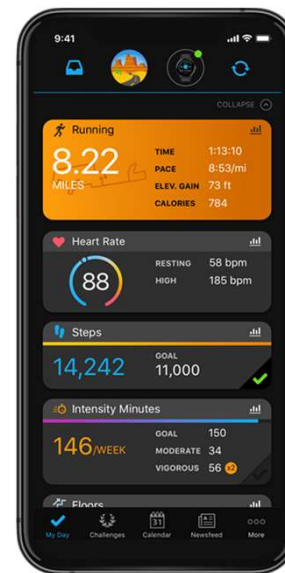 9:41
COLLAPSE
Running
8.22
MILES
TIME 1:13:10
PACE 8:53/mi
ELEV. GAIN 73 ft
CALORIES 784
Heart Rate
88
RESTING 58 bpm
HIGH 185 bpm
Steps
14,242
GOAL
11,000
Intensity Minutes
146/WEEK
GOAL 150
MODERATE 34
VIGOROUS 56 x2
Floors
31
My Day Challenges Calendar Newsfeed More